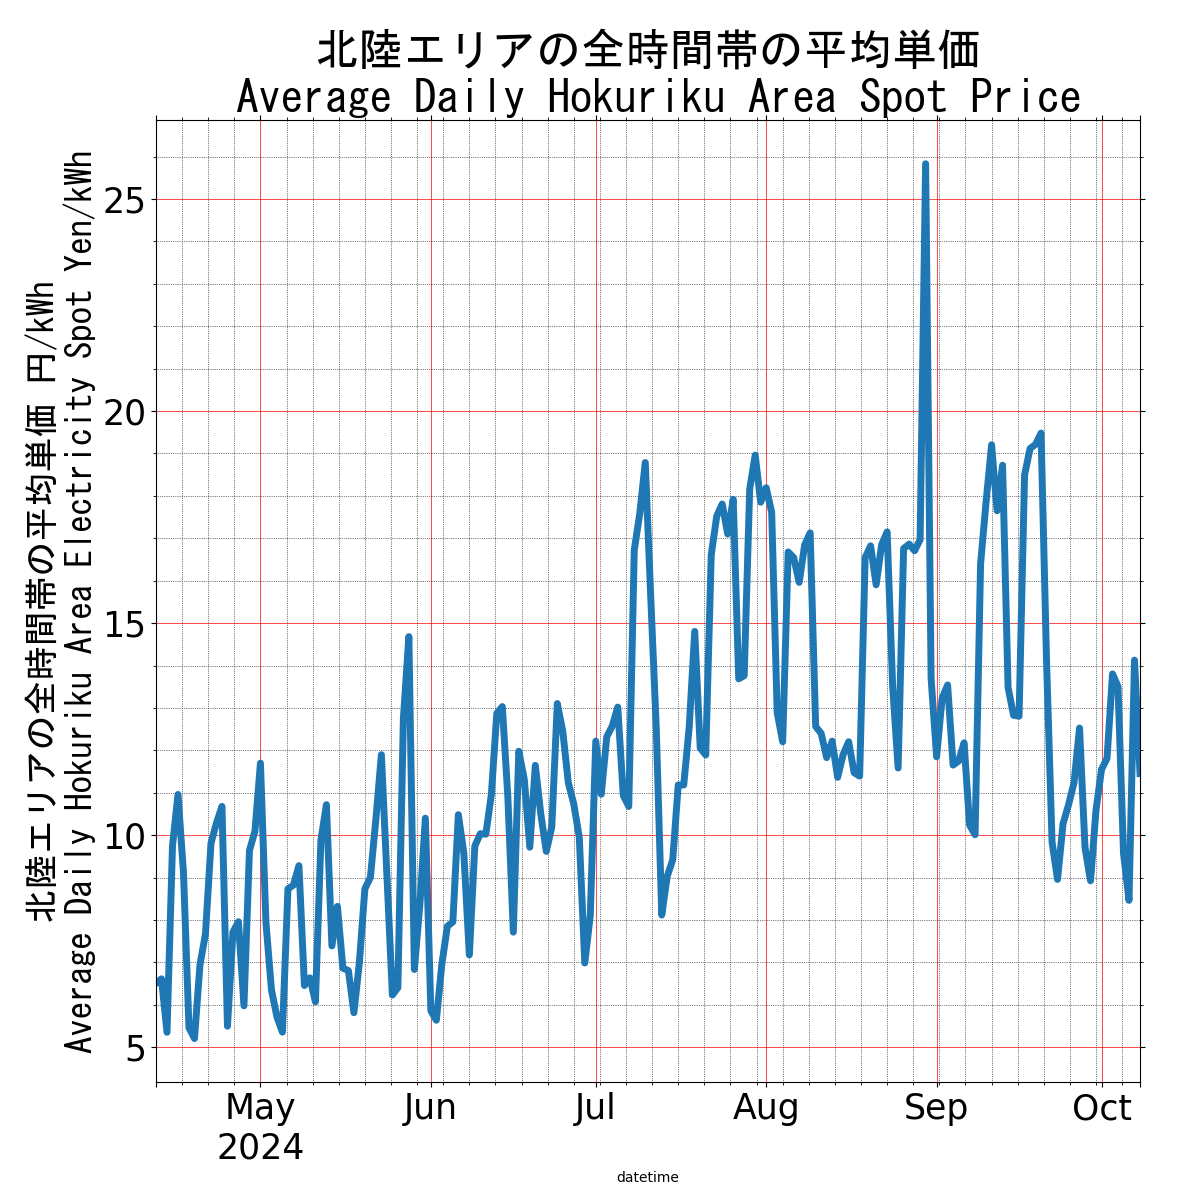 北陸エリアの全時間帯の平均単価
Average Daily Hokuriku Area Spot Price
北陸エリアの全時間帯の平均単価 円/kWh
Average Daily Hokuriku Area Electricity Spot Yen/kWh
25
20
15
10
5
May
2024
Jun
Jul
Aug
Sep
Oct
datetime